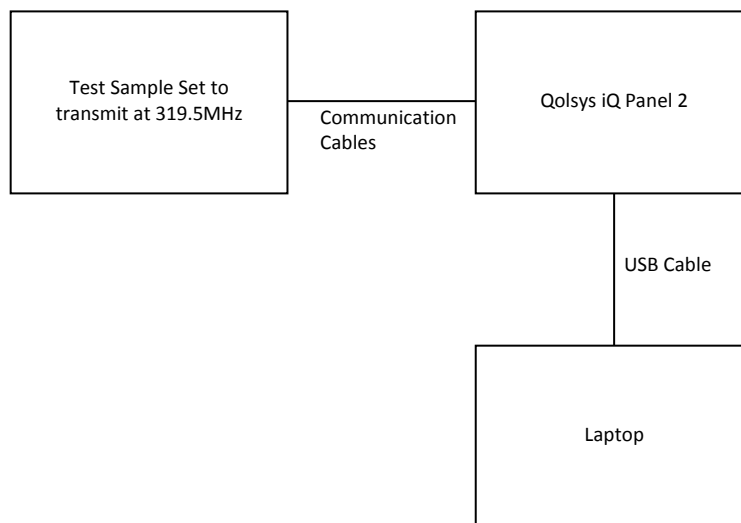 Test Sample Set to
transmit at 319.5MHz
Communication
Cables
Qolsys iQ Panel 2
USB Cable
Laptop